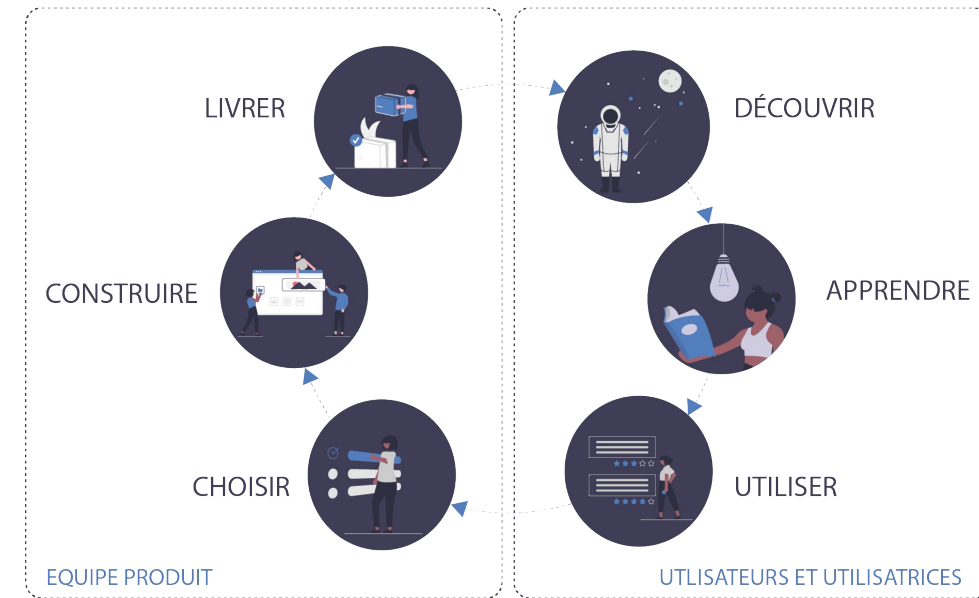 LIVRER
DÉCOUVRIR
CONSTRUIRE
APPRENDRE
CHOISIR
UTILISER
EQUIPE PRODUIT
UTLISATEURS ET UTILISATRICES